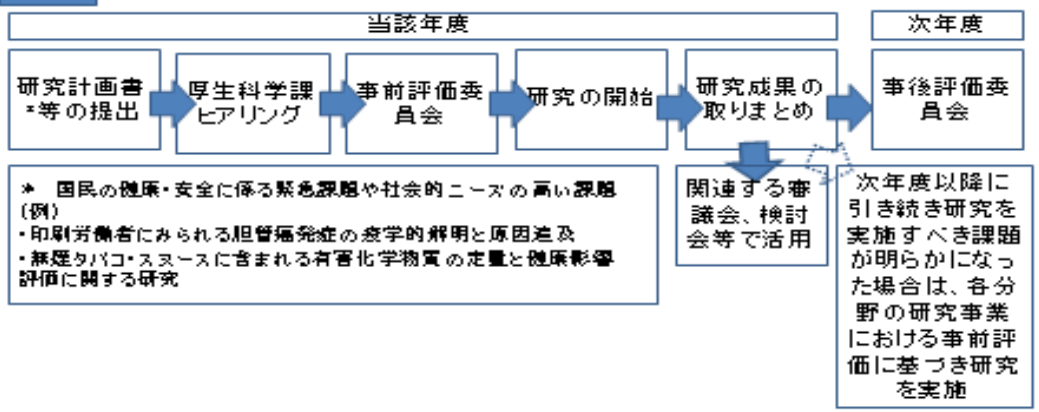 当該年度
次年度
研究計画書
*等の提出
厚生科学課
ヒアリング
事前評価委
員会
研究の開始
研究成果の
取りまとめ
事後評価委
員会
* 国民の健康・安全に係る緊急課題や社会的ニーズの高い課題
(例)
・印刷労働者にみられる胆管癌発症の疫学的解明と原因追及
・無煙タバコ・スヌースに含まれる有害化学物質の定量と健康影響
評価に関する研究
関連する審
議会、検討
会等で活用
次年度以降に
引き続き研究を
実施すべき課題
が明らかになっ
た場合は、各分
野の研究事業
における事前評
価に基づき研究
を実施